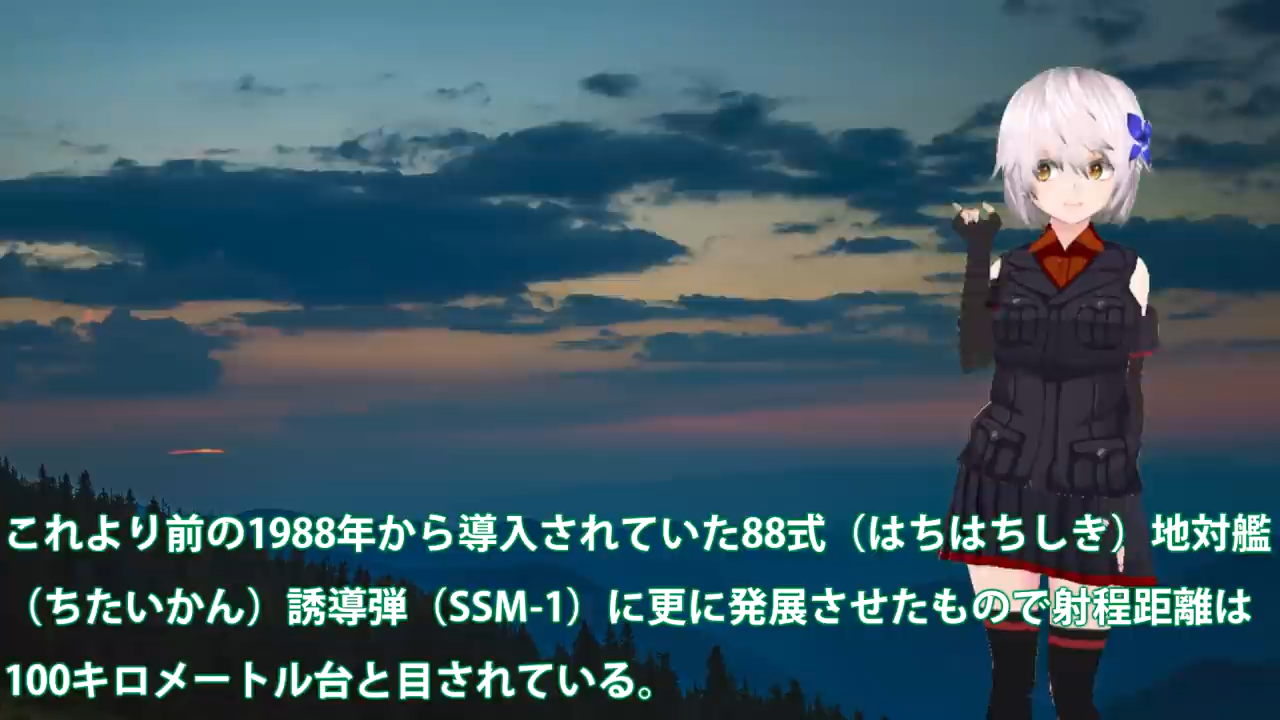 これより前の1988年から導入されていた88式（はちはちしき）地対艦
（ちたいかん）誘導弾（SSM-1）に更に発展させたもので射程距離は
100キロメートル台と目されている。